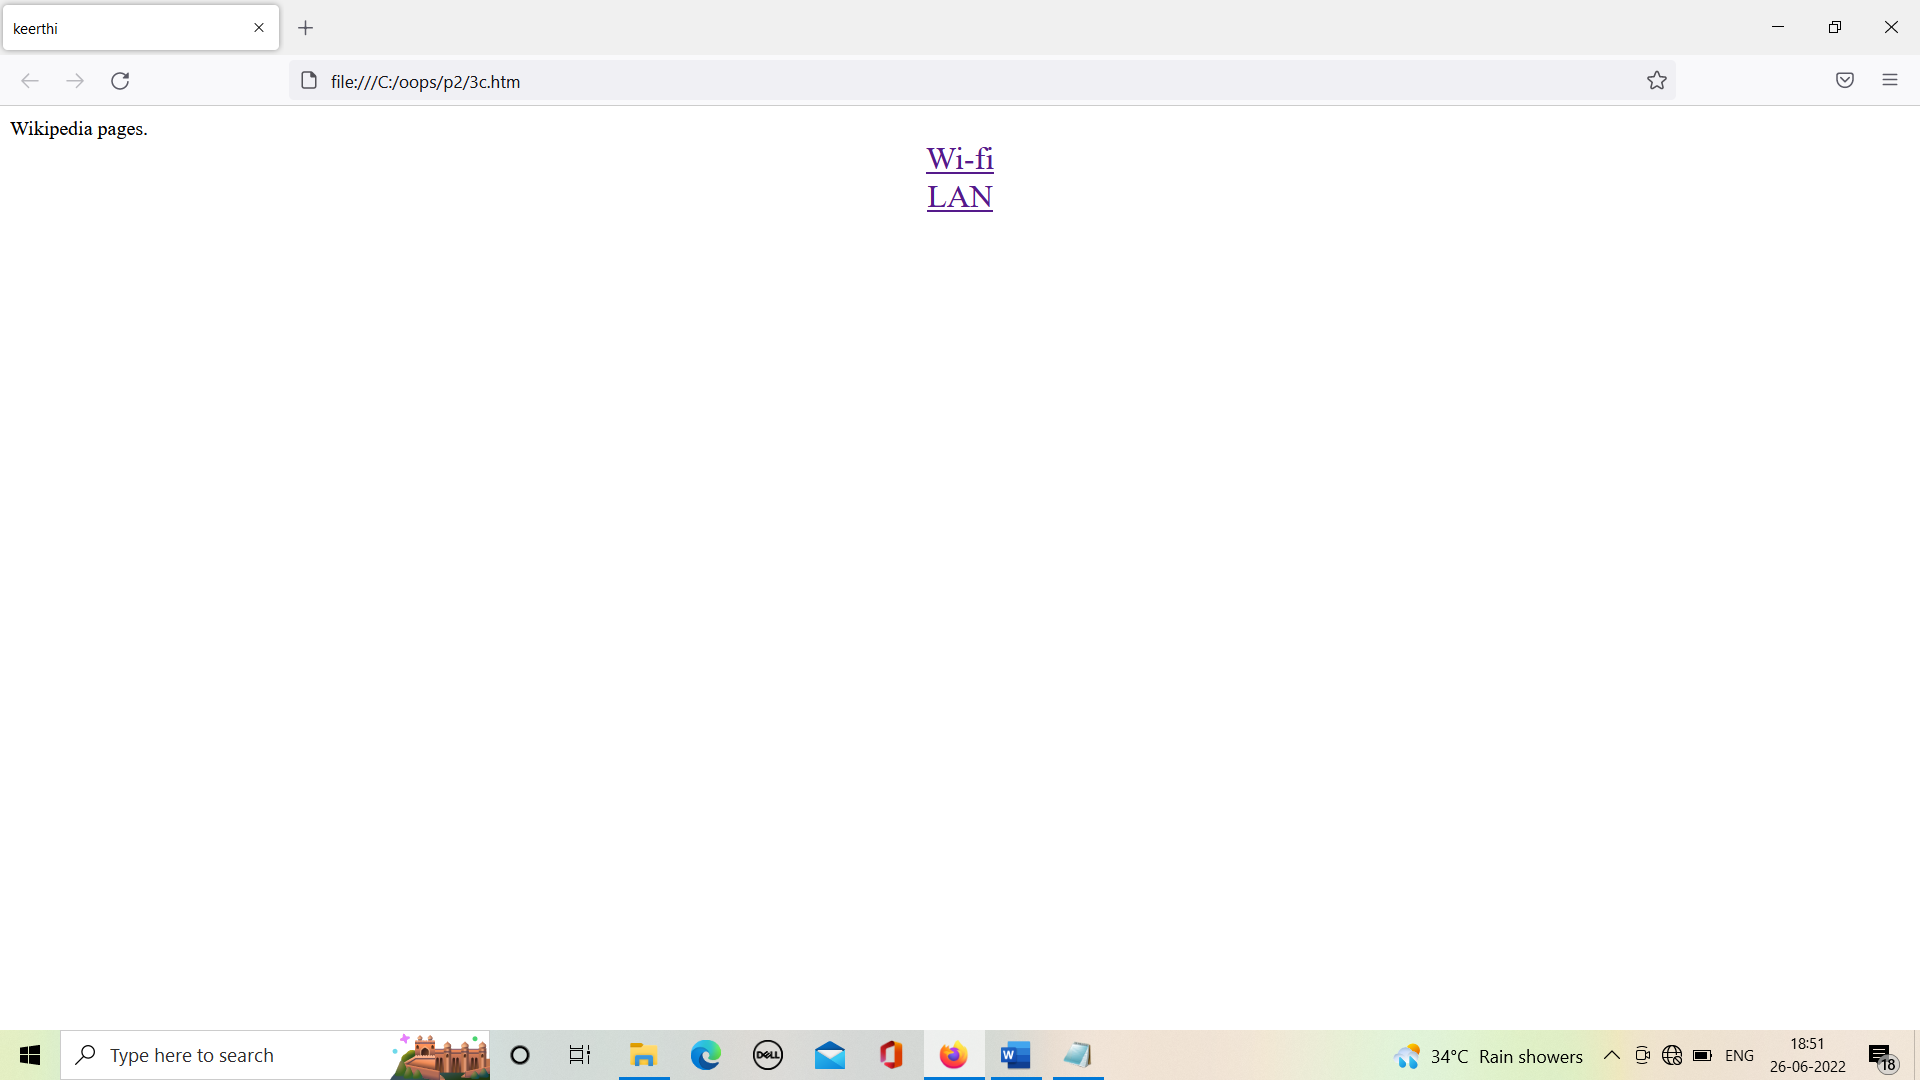 keerthi
file:///C:/oops/p2/3c.htm
Wikipedia pages.
Wi-fi
LAN
Type here to search
DELL
W
34°C Rain showers
ENG
18:51
26-06-2022
18